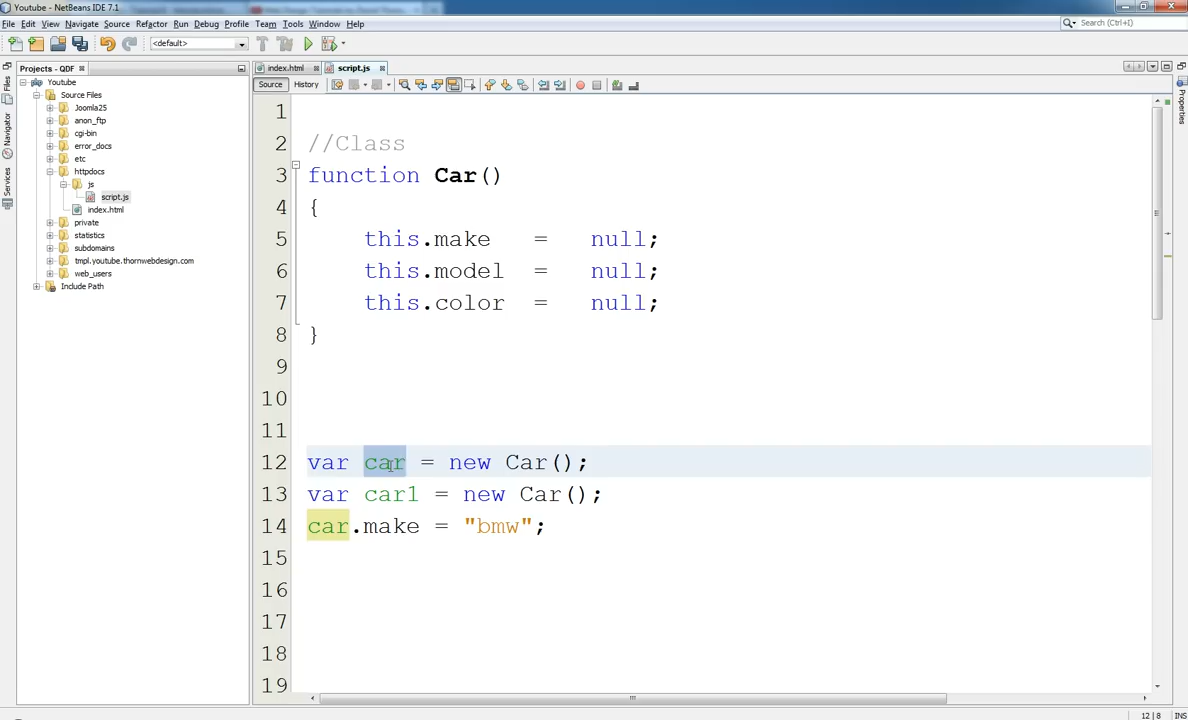 Youtube - NetBeans IDE 7.1
File Edit View Navigate Source Refactor Run Debug Profile Team Tools Window Help
Search (Ctrl+I)
<default>
Projects - QDF
index.html
script.js
Source
History
Youtube
Source Files
Joomla25
anon_ftp
cgi-bin
error_docs
etc
httpdocs
js
script.js
index.html
private
statistics
subdomains
tmpl.youtube.thornwebdesign.com
web_users
Include Path
Files
Navigator
Services
Properties
1
2 //Class
3 function Car()
4 {
5 this.make = null;
6 this.model = null;
7 this.color = null;
8 }
9
10
11
12 var car = new Car();
13 var car1 = new Car();
14 car.make = "bmw";
15
16
17
18
19
12 | 8 INS